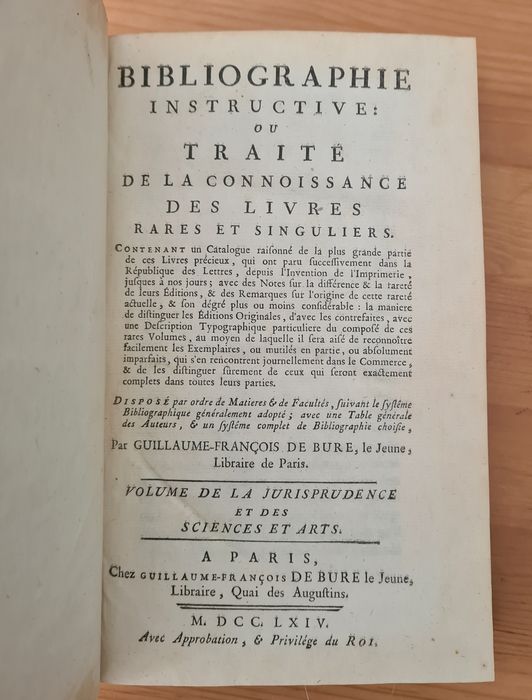 BIBLIOGRAPHIE
INSTRUCTIVE:
OU
TRAITÉ
DE LA CONNOISSANCE
DES LIVRES
RARES ET SINGULIERS.
CONTENANT un Catalogue raisonné de la plus grande partie
de ces Livres précieux, qui ont paru successivement dans la
République des Lettres, depuis l'Invention de l'Imprimerie,
jusques à nos jours; avec des Notes sur la différence & la rareté
de leurs Éditions, & des Remarques sur l'origine de cette rareté
actuelle, & son dégré plus ou moins considérable: la maniere
de distinguer les Éditions Originales, d'avec les contrefaites, avec
une Description Typographique particuliere du composé de ces
rares Volumes, au moyen de laquelle il sera aisé de reconnoître
facilement les Exemplaires, ou mutilés en partie, ou absolument
imparfaits, qui s'en rencontrent journellement dans le Commerce,
& de les distinguer sûrement de ceux qui seront exactement
complets dans toutes leurs parties.
DISPOSÉ par ordre de Matieres & de Facultés, suivant le systême
Bibliographique généralement adopté; avec une Table générale
des Auteurs, & un systême complet de Bibliographie choisie,
Par GUILLAUME-FRANÇOIS DE BURE, le Jeune,
Libraire de Paris.
VOLUME DE LA JURISPRUDENCE
ET DES
SCIENCES ET ARTS.
A PARIS,
Chez GUILLAUME-FRANÇOIS DE BURE le Jeune,
Libraire, Quai des Augustins.
M. DCC. LXIV.
Avec Approbation, & Privilége du ROI.